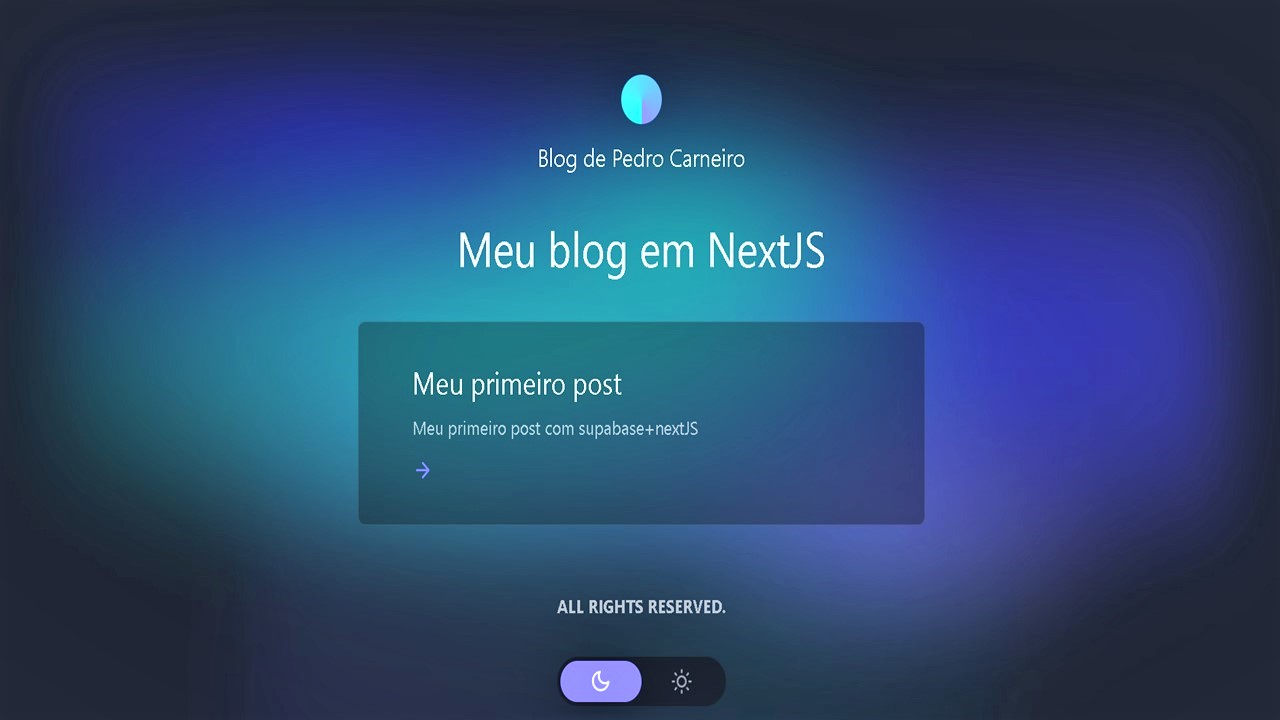 Blog de Pedro Carneiro
Meu blog em NextJS
Meu primeiro post
Meu primeiro post com supabase+nextJS
ALL RIGHTS RESERVED.